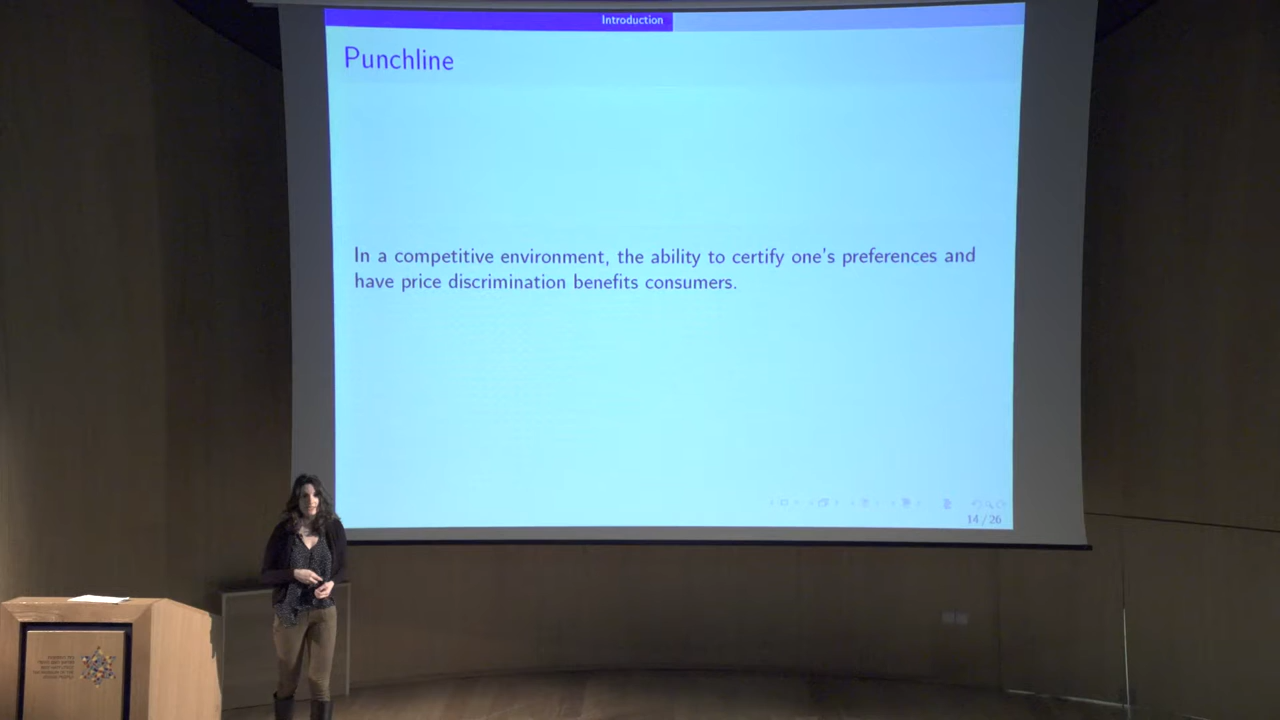 Introduction
Punchline
In a competitive environment, the ability to certify one's preferences and
have price discrimination benefits consumers.
14 / 26